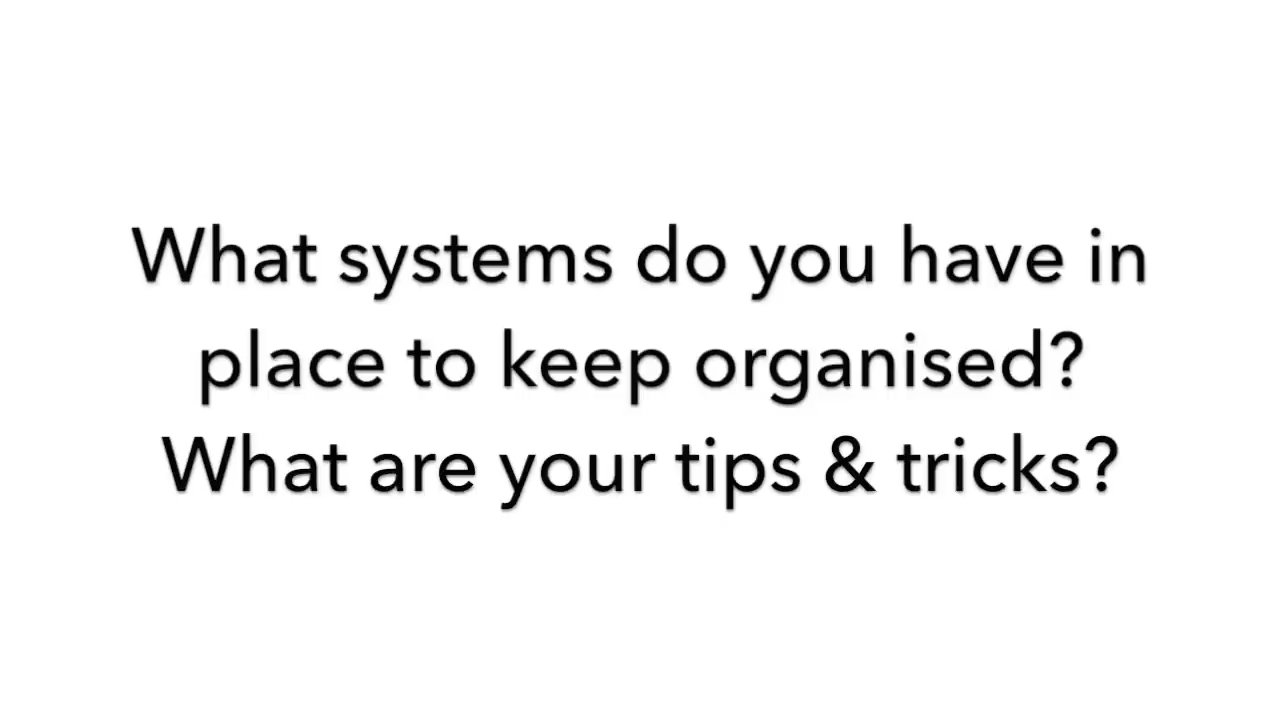 What systems do you have in
place to keep organised?
What are your tips & tricks?